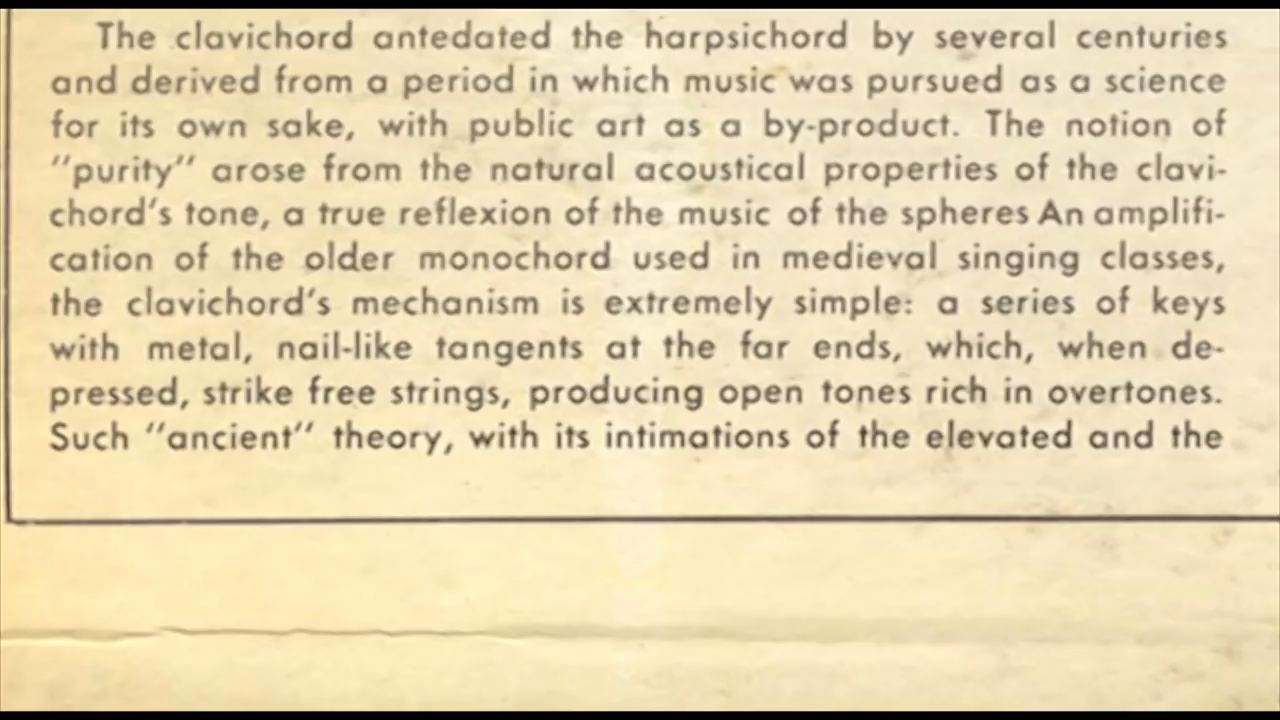 The clavichord antedated the harpsichord by several centuries
and derived from a period in which music was pursued as a science
for its own sake, with public art as a by-product. The notion of
"purity" arose from the natural acoustical properties of the clavi-
chord's tone, a true reflexion of the music of the spheres An amplifi-
cation of the older monochord used in medieval singing classes,
the clavichord's mechanism is extremely simple: a series of keys
with metal, nail-like tangents at the far ends, which, when de-
pressed, strike free strings, producing open tones rich in overtones.
Such "ancient" theory, with its intimations of the elevated and the